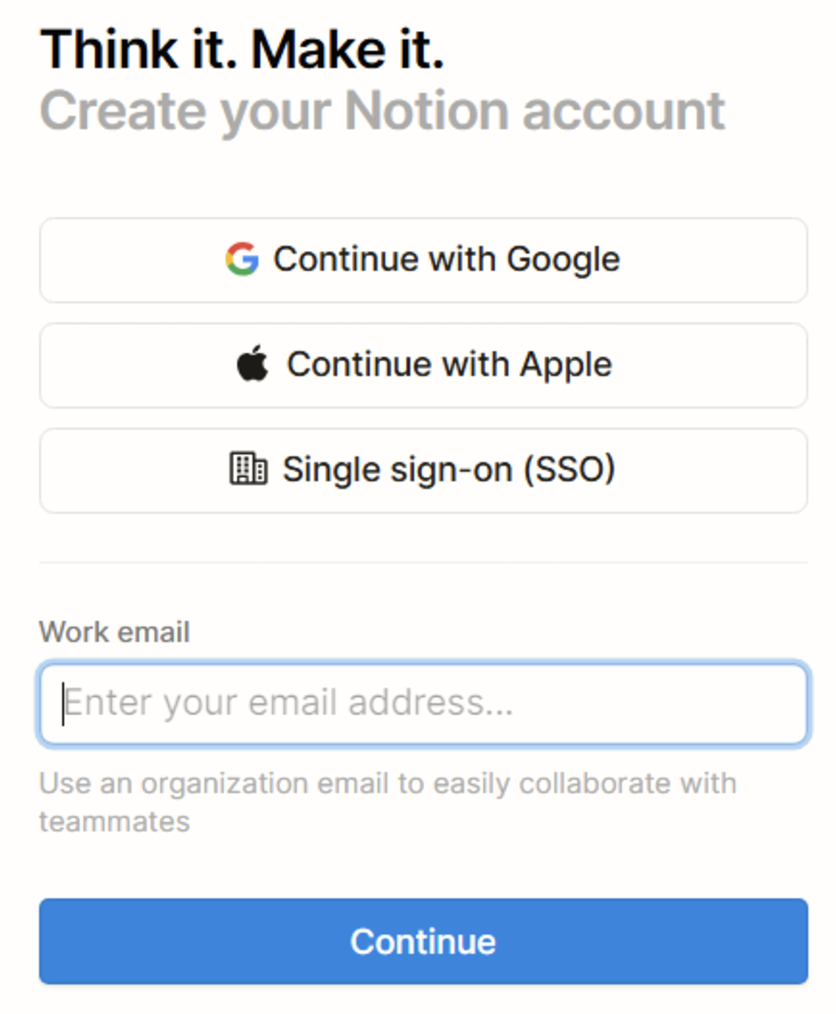 Think it. Make it.
Create your Notion account
Continue with Google
Continue with Apple
Single sign-on (SSO)
Work email
Enter your email address...
Use an organization email to easily collaborate with
teammates
Continue